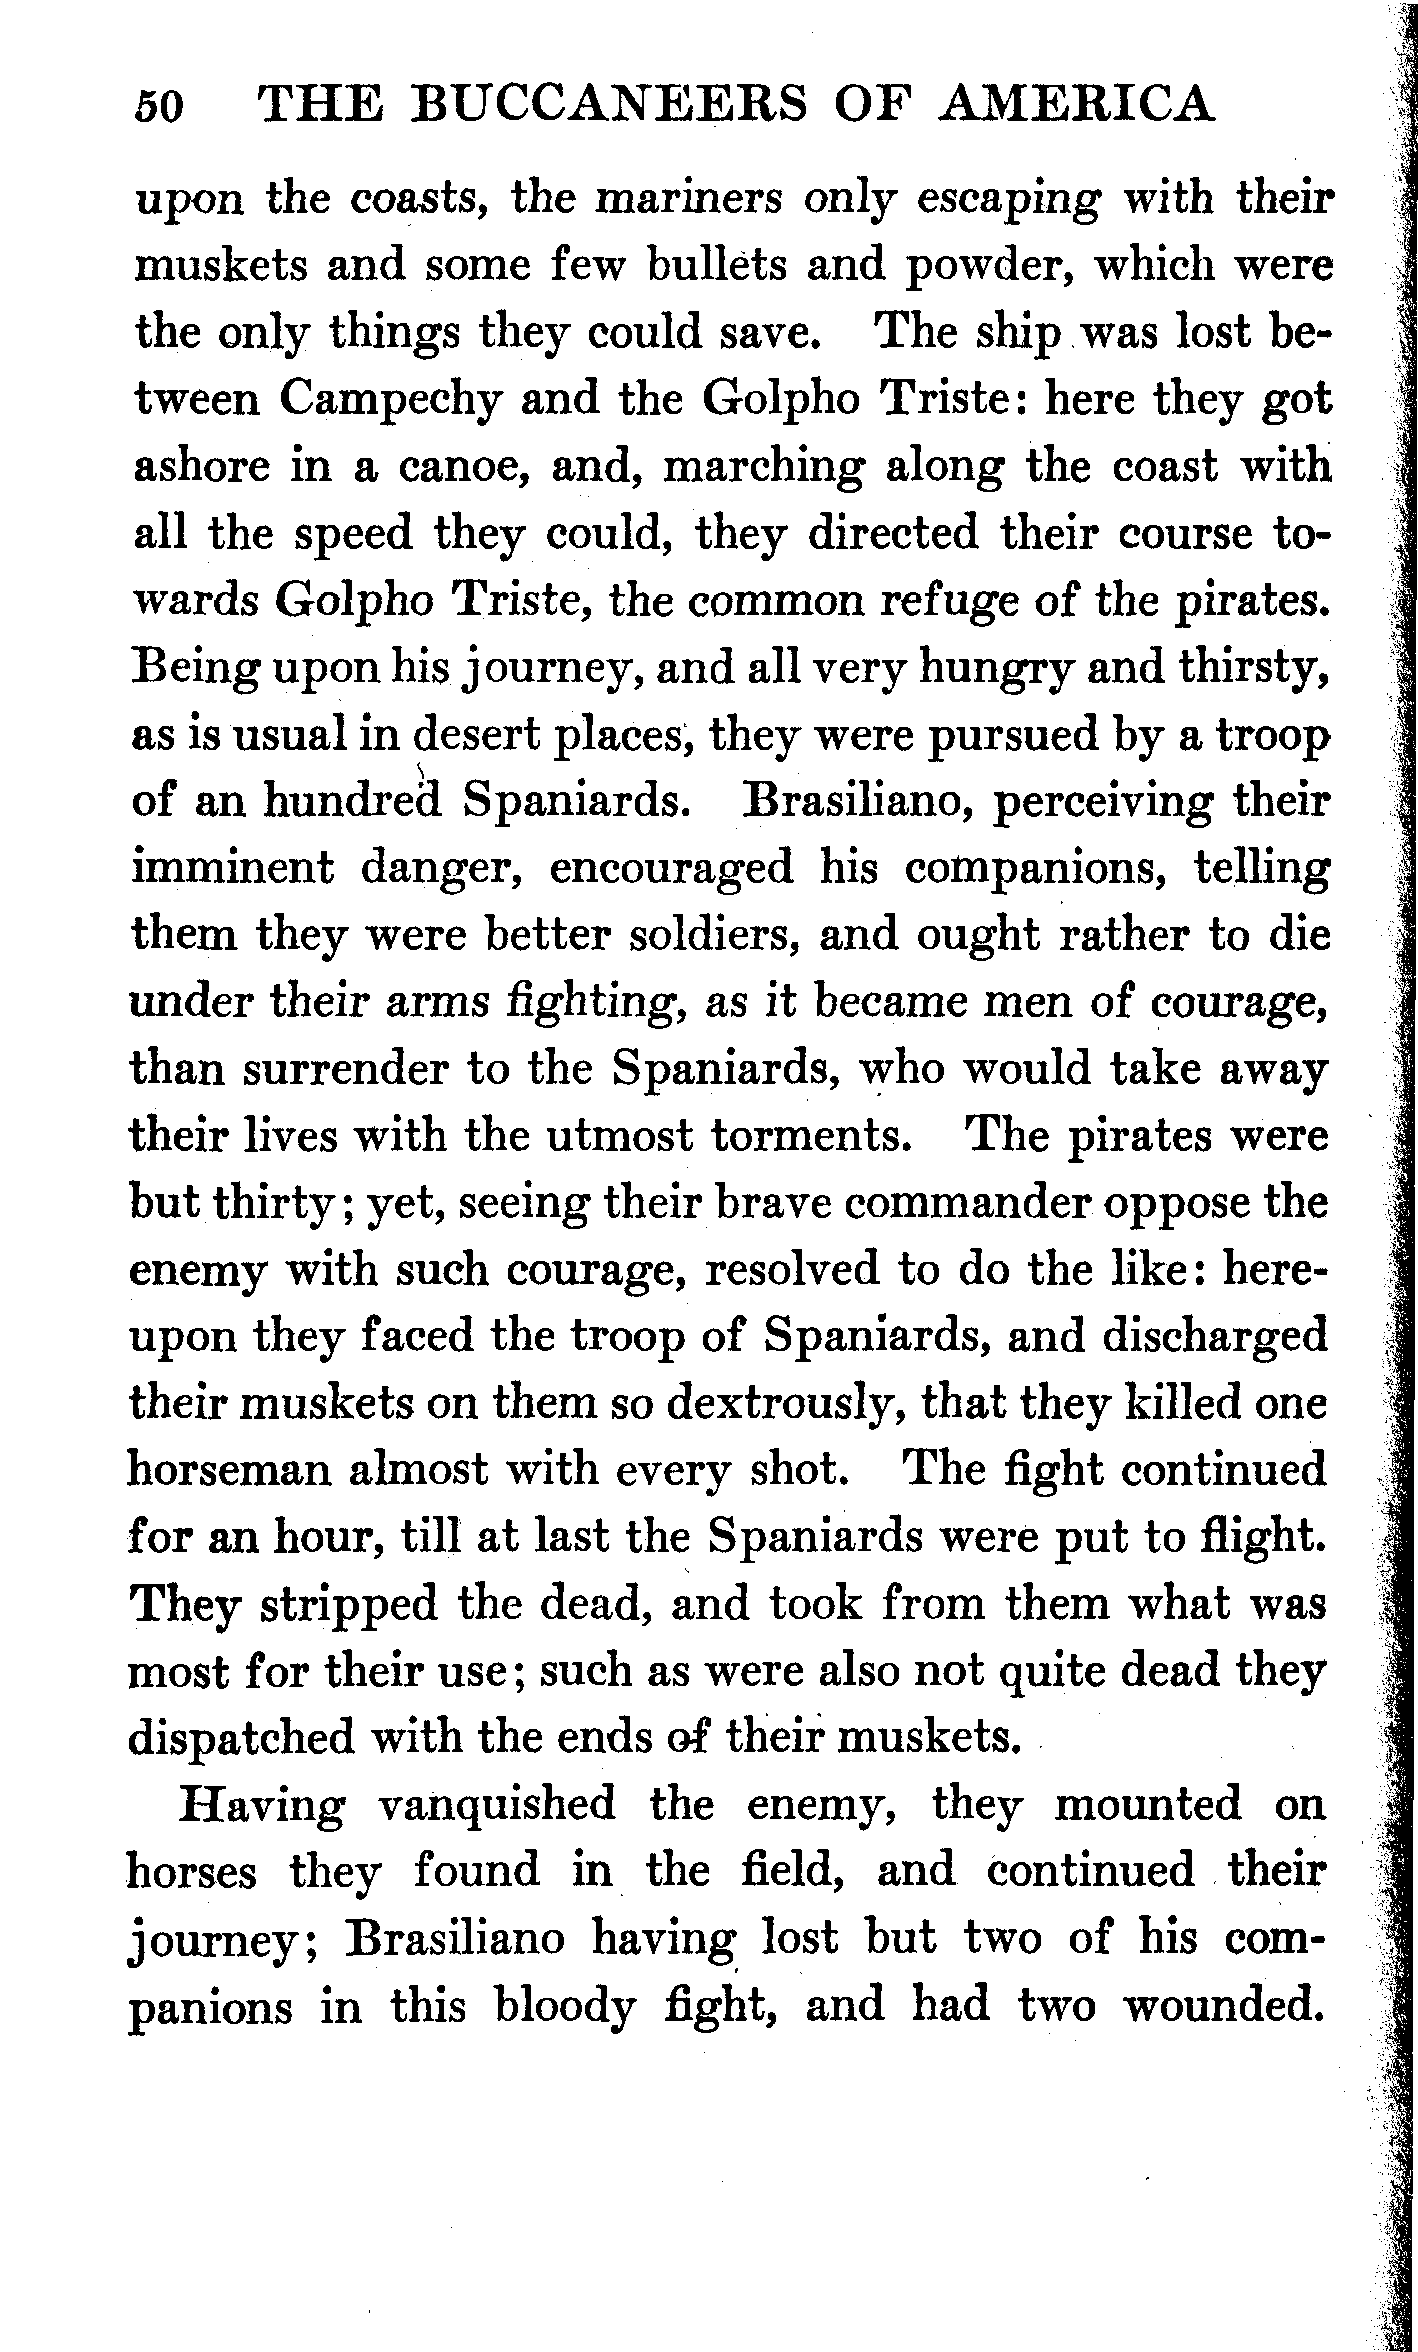 50 THE BUCCANEERS OF AMERICA
upon the coasts, the mariners only escaping with their
muskets and some few bullets and powder, which were
the only things they could save. The ship was lost be-
tween Campechy and the Golpho Triste: here they got
ashore in a canoe, and, marching along the coast with
all the speed they could, they directed their course to-
wards Golpho Triste, the common refuge of the pirates.
Being upon his journey, and all very hungry and thirsty,
as is usual in desert places, they were pursued by a troop
of an hundred Spaniards. Brasiliano, perceiving their
imminent danger, encouraged his companions, telling
them they were better soldiers, and ought rather to die
under their arms fighting, as it became men of courage,
than surrender to the Spaniards, who would take away
their lives with the utmost torments. The pirates were
but thirty; yet, seeing their brave commander oppose the
enemy with such courage, resolved to do the like: here-
upon they faced the troop of Spaniards, and discharged
their muskets on them so dextrously, that they killed one
horseman almost with every shot. The fight continued
for an hour, till at last the Spaniards were put to flight.
They stripped the dead, and took from them what was
most for their use; such as were also not quite dead they
dispatched with the ends of their muskets.
Having vanquished the enemy, they mounted on
horses they found in the field, and continued their
journey; Brasiliano having lost but two of his com-
panions in this bloody fight, and had two wounded.